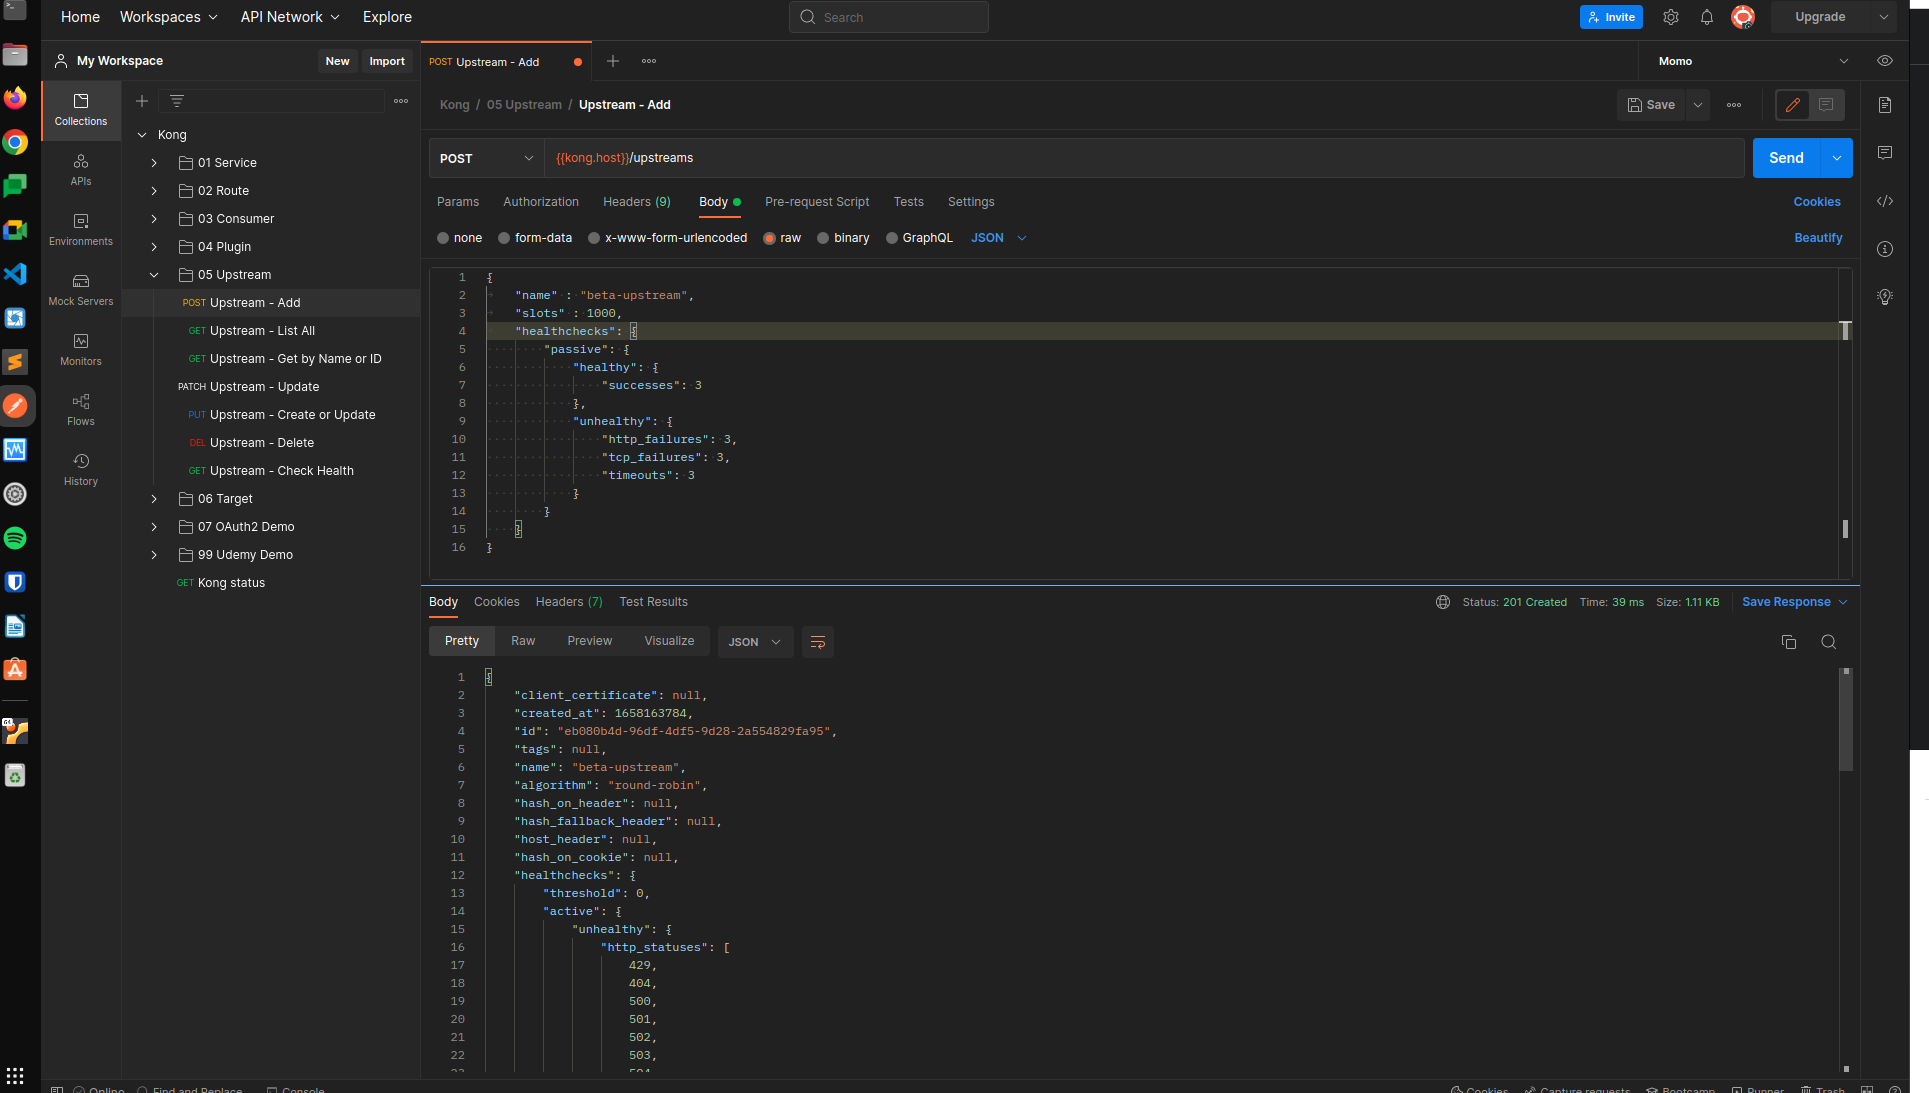 Home Workspaces API Network Explore Search Invite Upgrade
My Workspace New Import POST Upstream - Add Momo
Kong / 05 Upstream / Upstream - Add Save
Collections
APIs
Environments
Mock Servers
Monitors
Flows
History
Kong
01 Service
02 Route
03 Consumer
04 Plugin
05 Upstream
POST Upstream - Add
GET Upstream - List All
GET Upstream - Get by Name or ID
PATCH Upstream - Update
PUT Upstream - Create or Update
DEL Upstream - Delete
GET Upstream - Check Health
06 Target
07 OAuth2 Demo
99 Udemy Demo
GET Kong status
POST {{kong.host}}/upstreams Send
Params Authorization Headers (9) Body Pre-request Script Tests Settings Cookies
none form-data x-www-form-urlencoded raw binary GraphQL JSON Beautify
1 {
2 "name" : "beta-upstream",
3 "slots" : 1000,
4 "healthchecks": {
5 "passive": {
6 "healthy": {
7 "successes": 3
8 },
9 "unhealthy": {
10 "http_failures": 3,
11 "tcp_failures": 3,
12 "timeouts": 3
13 }
14 }
15 }
16 }
Body Cookies Headers (7) Test Results Status: 201 Created Time: 39 ms Size: 1.11 KB Save Response
Pretty Raw Preview Visualize JSON
1 {
2 "client_certificate": null,
3 "created_at": 1658163784,
4 "id": "eb080b4d-96df-4df5-9d28-2a554829fa95",
5 "tags": null,
6 "name": "beta-upstream",
7 "algorithm": "round-robin",
8 "hash_on_header": null,
9 "hash_fallback_header": null,
10 "host_header": null,
11 "hash_on_cookie": null,
12 "healthchecks": {
13 "threshold": 0,
14 "active": {
15 "unhealthy": {
16 "http_statuses": [
17 429,
18 404,
19 500,
20 501,
21 502,
22 503,
23 504,
Online Find and Replace Console Cookies Capture requests Bootcamp Runner Trash